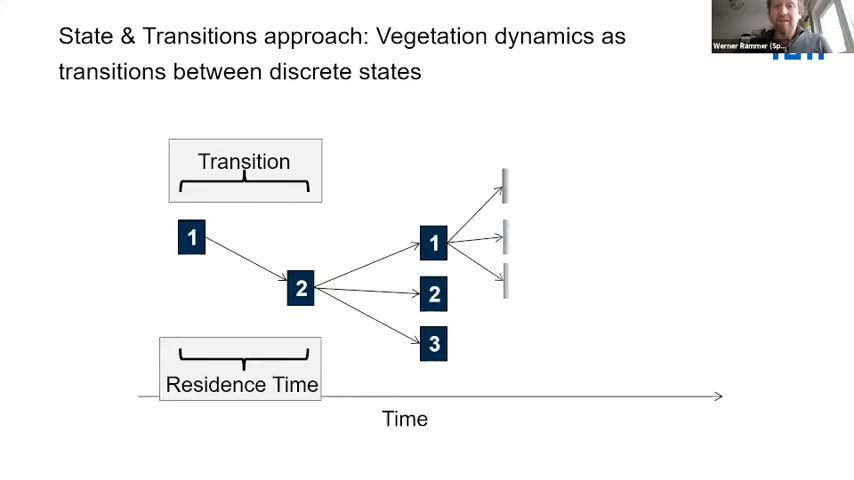 State & Transitions approach: Vegetation dynamics as
transitions between discrete states
Werner Rammer (Sp...
Transition
1
1
2
2
3
Residence Time
Time